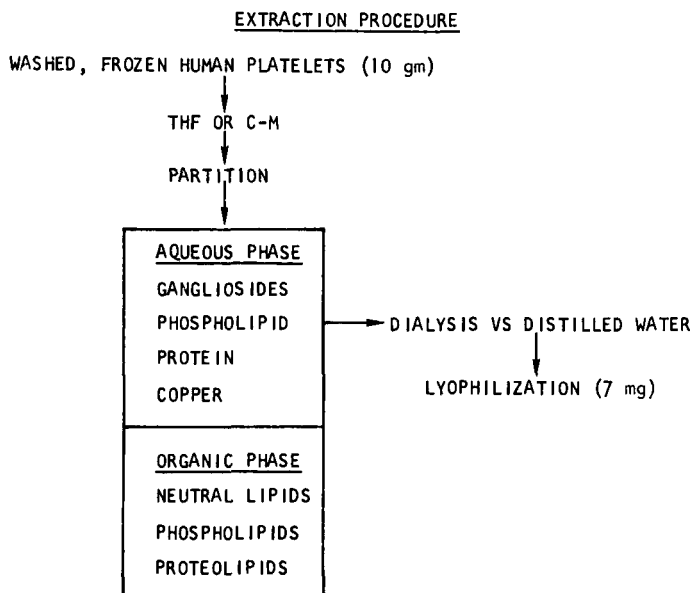 EXTRACTION PROCEDURE
WASHED, FROZEN HUMAN PLATELETS (10 gm)
THF OR C-M
PARTITION
AQUEOUS PHASE
GANGLIOSIDES
PHOSPHOLIPID
PROTEIN
COPPER
DIALYSIS VS DISTILLED WATER
LYOPHILIZATION (7 mg)
ORGANIC PHASE
NEUTRAL LIPIDS
PHOSPHOLIPIDS
PROTEOLIPIDS